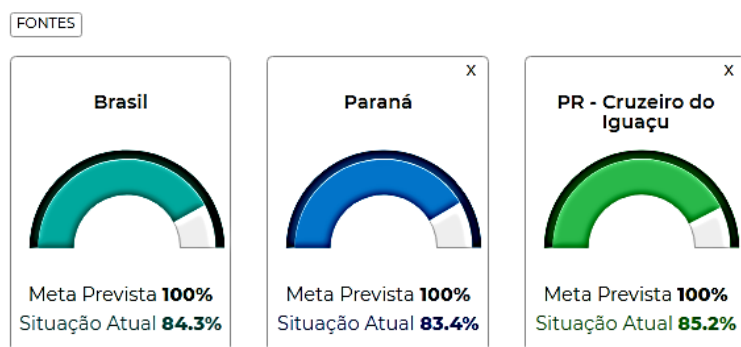 FONTES
Brasil
Meta Prevista 100%
Situação Atual 84.3%
X
Paraná
Meta Prevista 100%
Situação Atual 83.4%
X
PR - Cruzeiro do
Iguaçu
Meta Prevista 100%
Situação Atual 85.2%